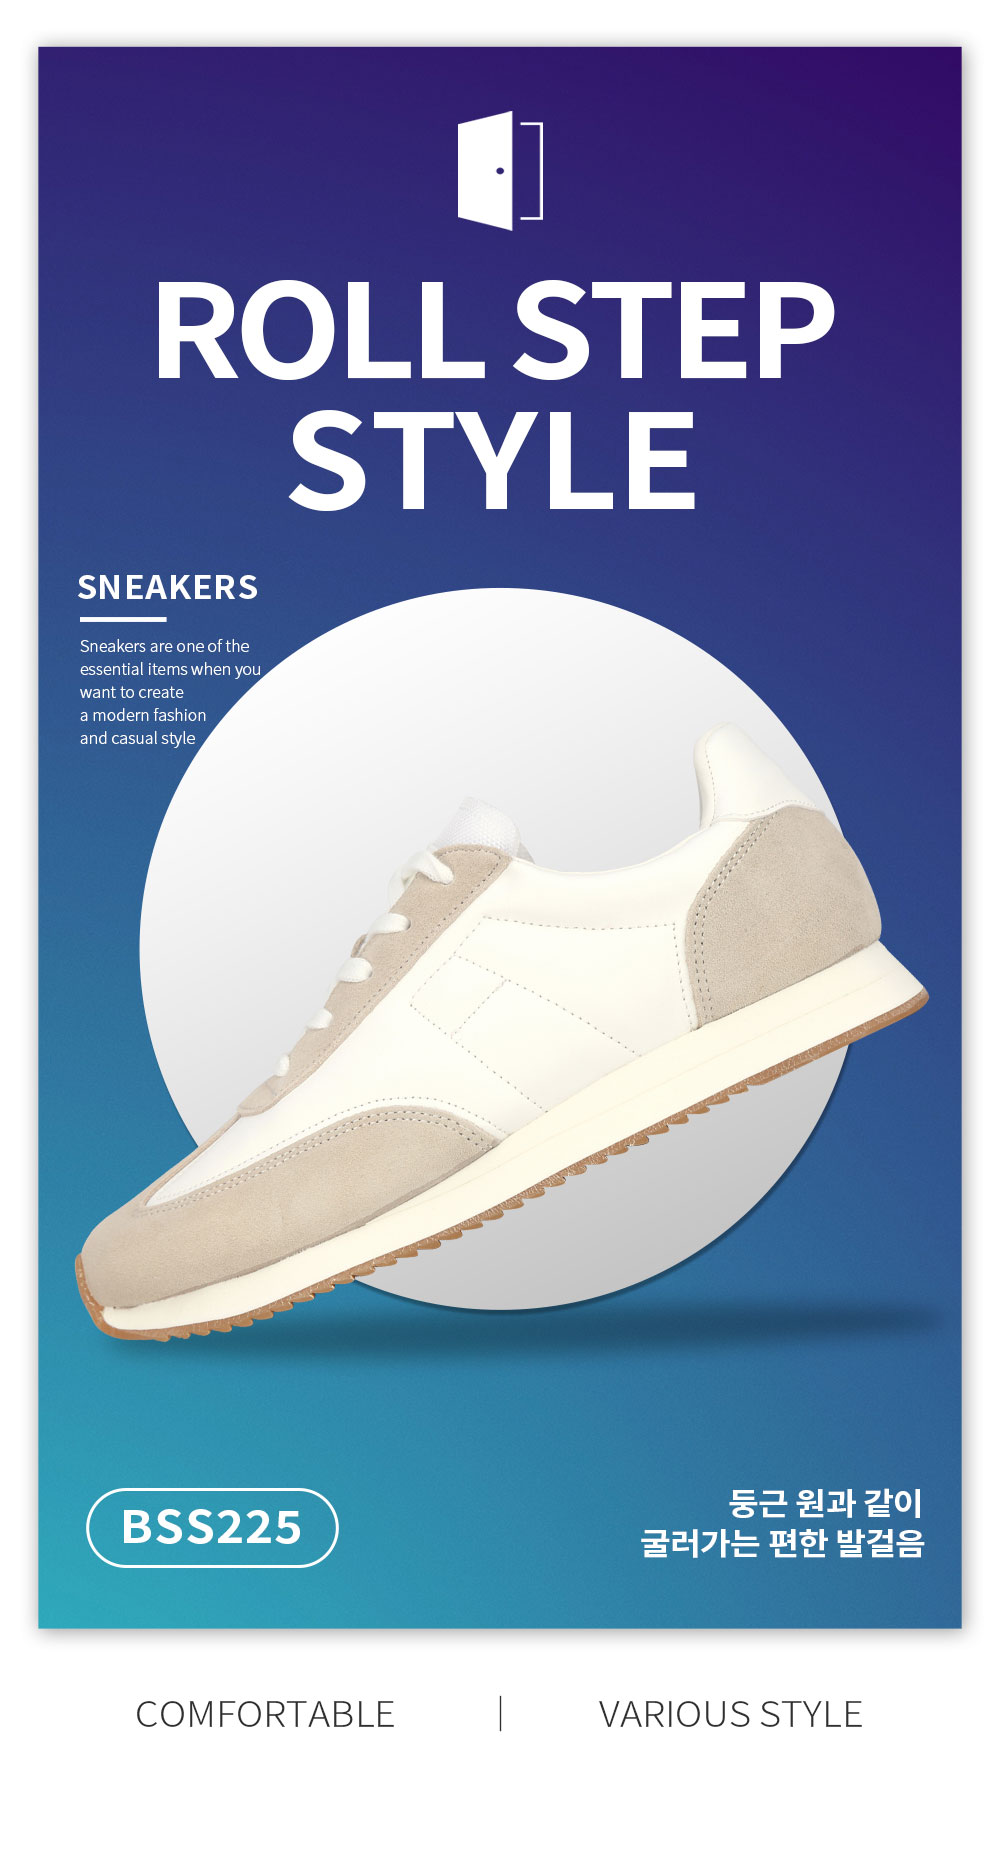 ROLL STEP
STYLE
SNEAKERS
Sneakers are one of the
essential items when you
want to create
a modern fashion
and casual style
BSS225
둥근 원과 같이
굴러가는 편한 발걸음
COMFORTABLE | VARIOUS STYLE